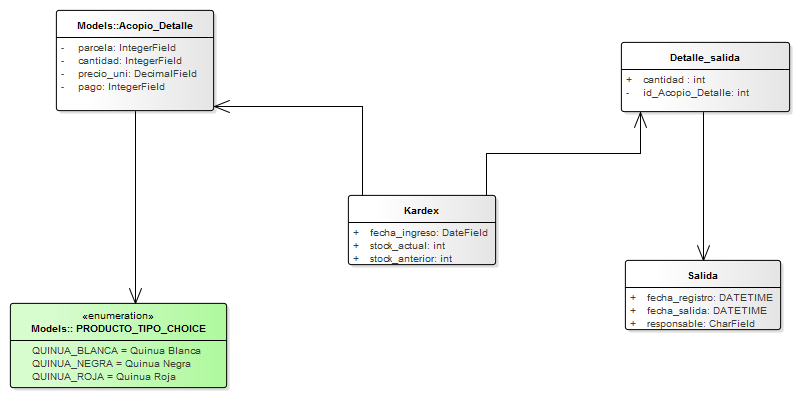 Models::Acopio_Detalle
- parcela: IntegerField
- cantidad: IntegerField
- precio_uni: DecimalField
- pago: IntegerField
Detalle_salida
+ cantidad : int
- id_Acopio_Detalle: int
Kardex
+ fecha_ingreso: DateField
+ stock_actual: int
+ stock_anterior: int
Salida
+ fecha_registro: DATETIME
+ fecha_salida: DATETIME
+ responsable: CharField
«enumeration»
Models:: PRODUCTO_TIPO_CHOICE
QUINUA_BLANCA = Quinua Blanca
QUINUA_NEGRA = Quinua Negra
QUINUA_ROJA = Quinua Roja